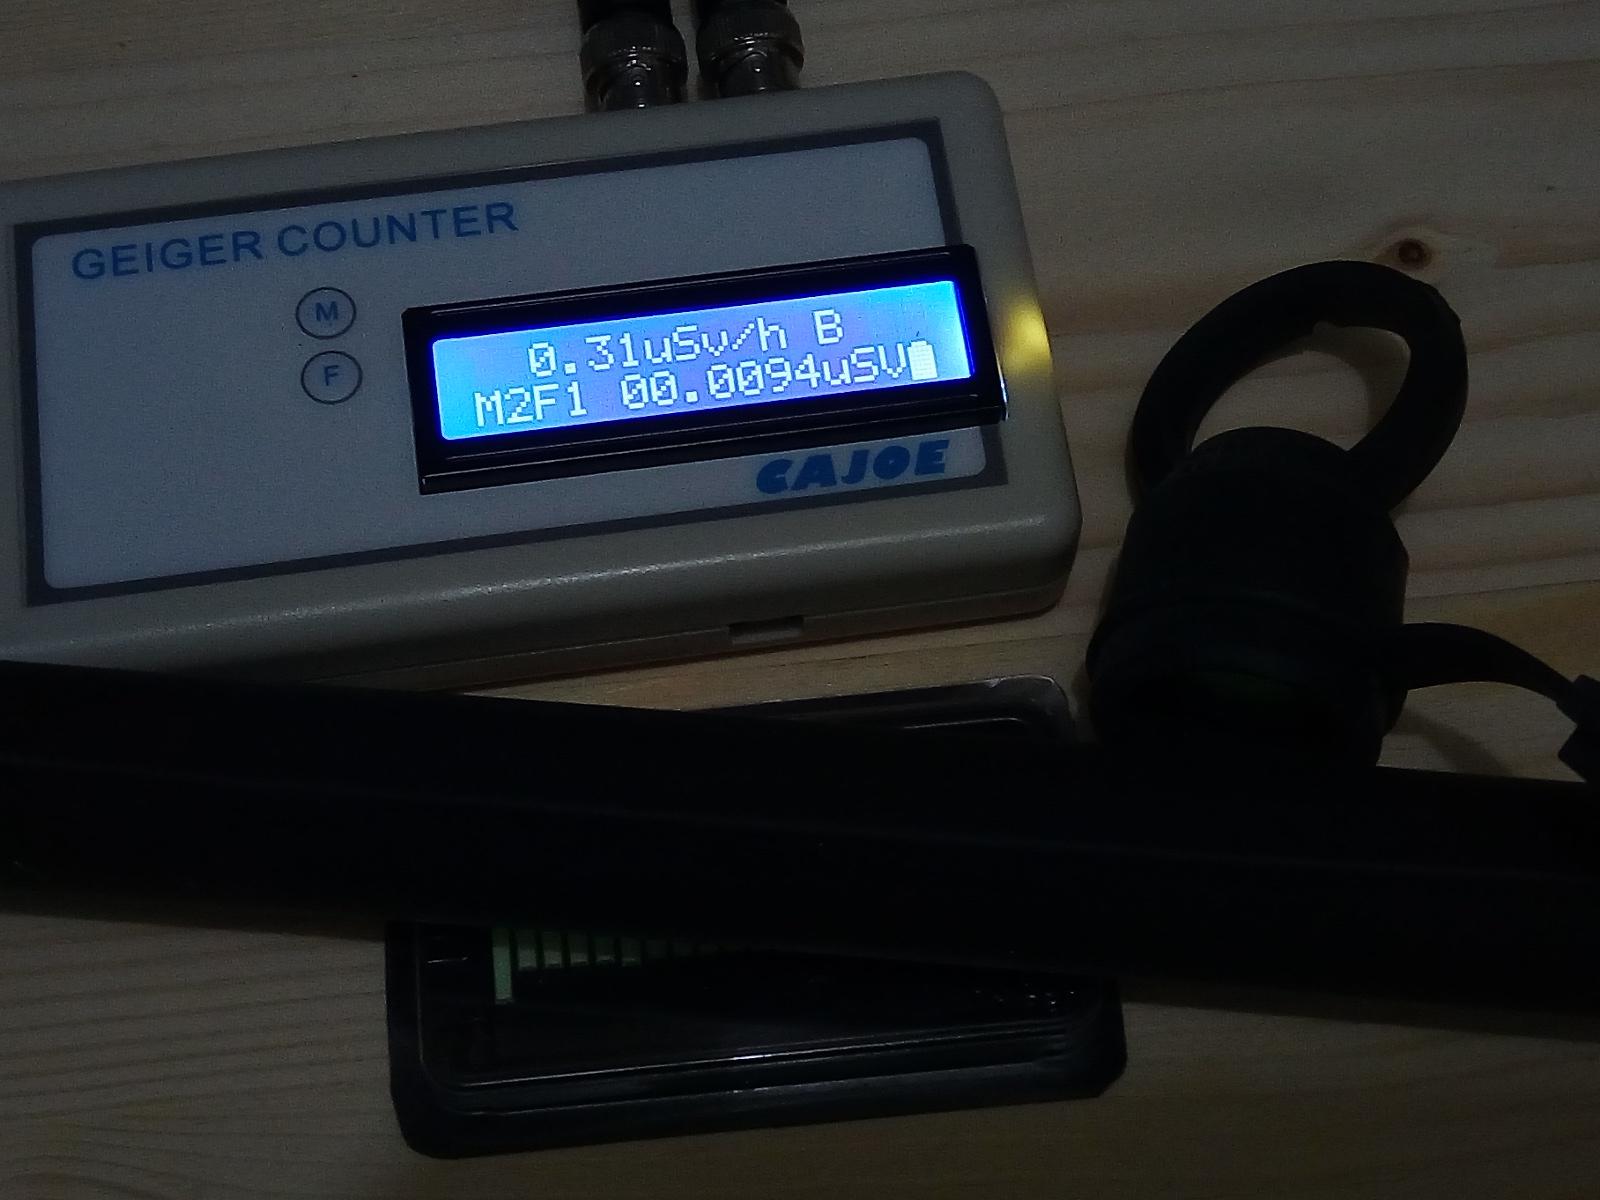 GEIGER COUNTER
M
F
0.31uSv/h B
M2F1 00.0094uSV
CAJOE